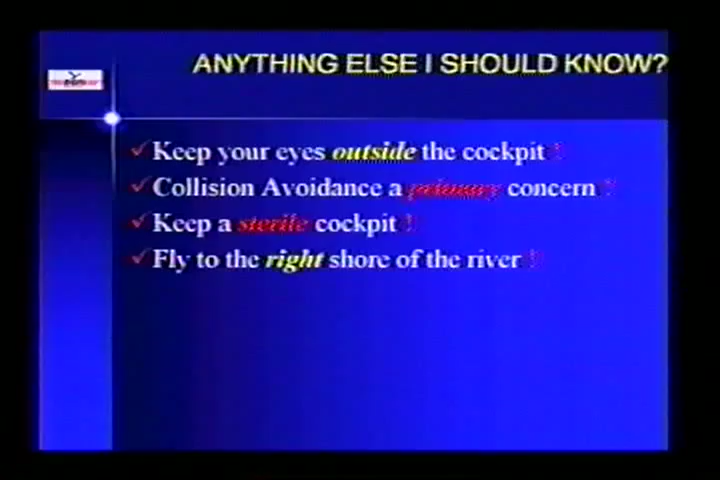 ANYTHING ELSE I SHOULD KNOW?
Keep your eyes outside the cockpit !
Collision Avoidance a primary concern !
Keep a sterile cockpit !
Fly to the right shore of the river !